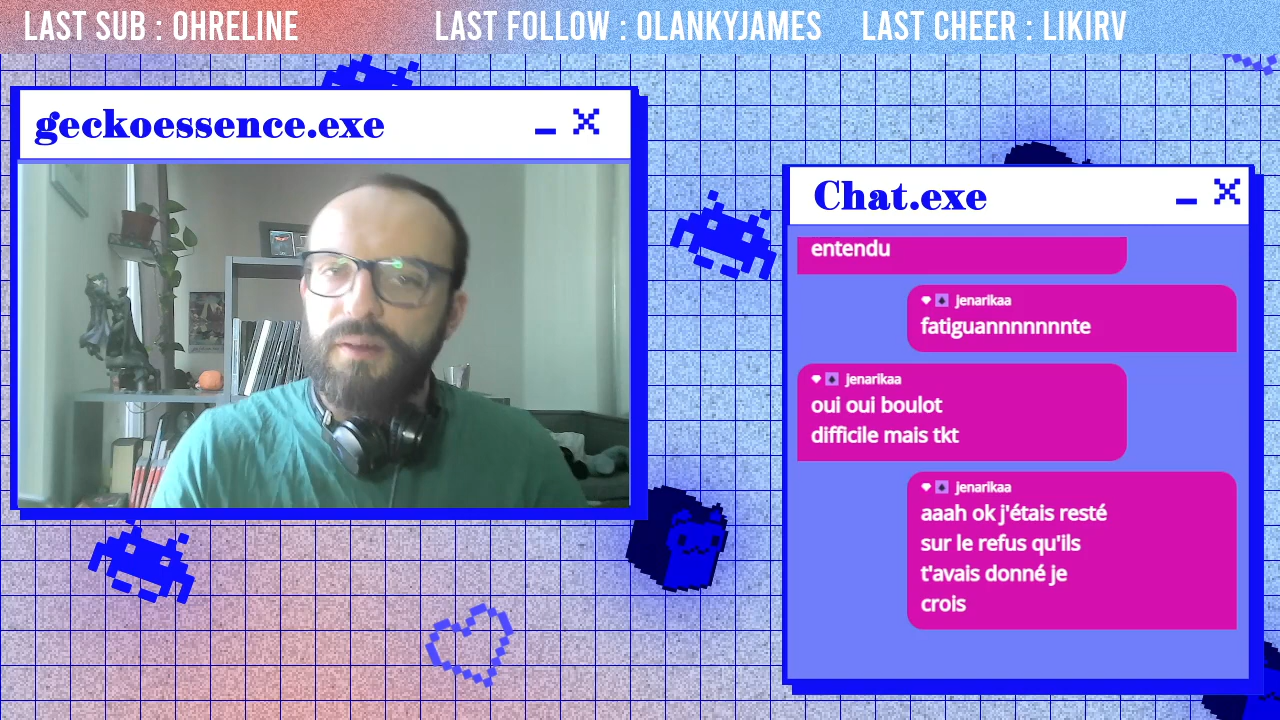 LAST SUB : OHRELINE LAST FOLLOW : OLANKYJAMES LAST CHEER : LIKIRV
geckoessence.exe
Chat.exe
entendu
jenarikaa
fatiguannnnnnnte
jenarikaa
oui oui boulot
difficile mais tkt
jenarikaa
aaah ok j'étais resté
sur le refus qu'ils
t'avais donné je
crois